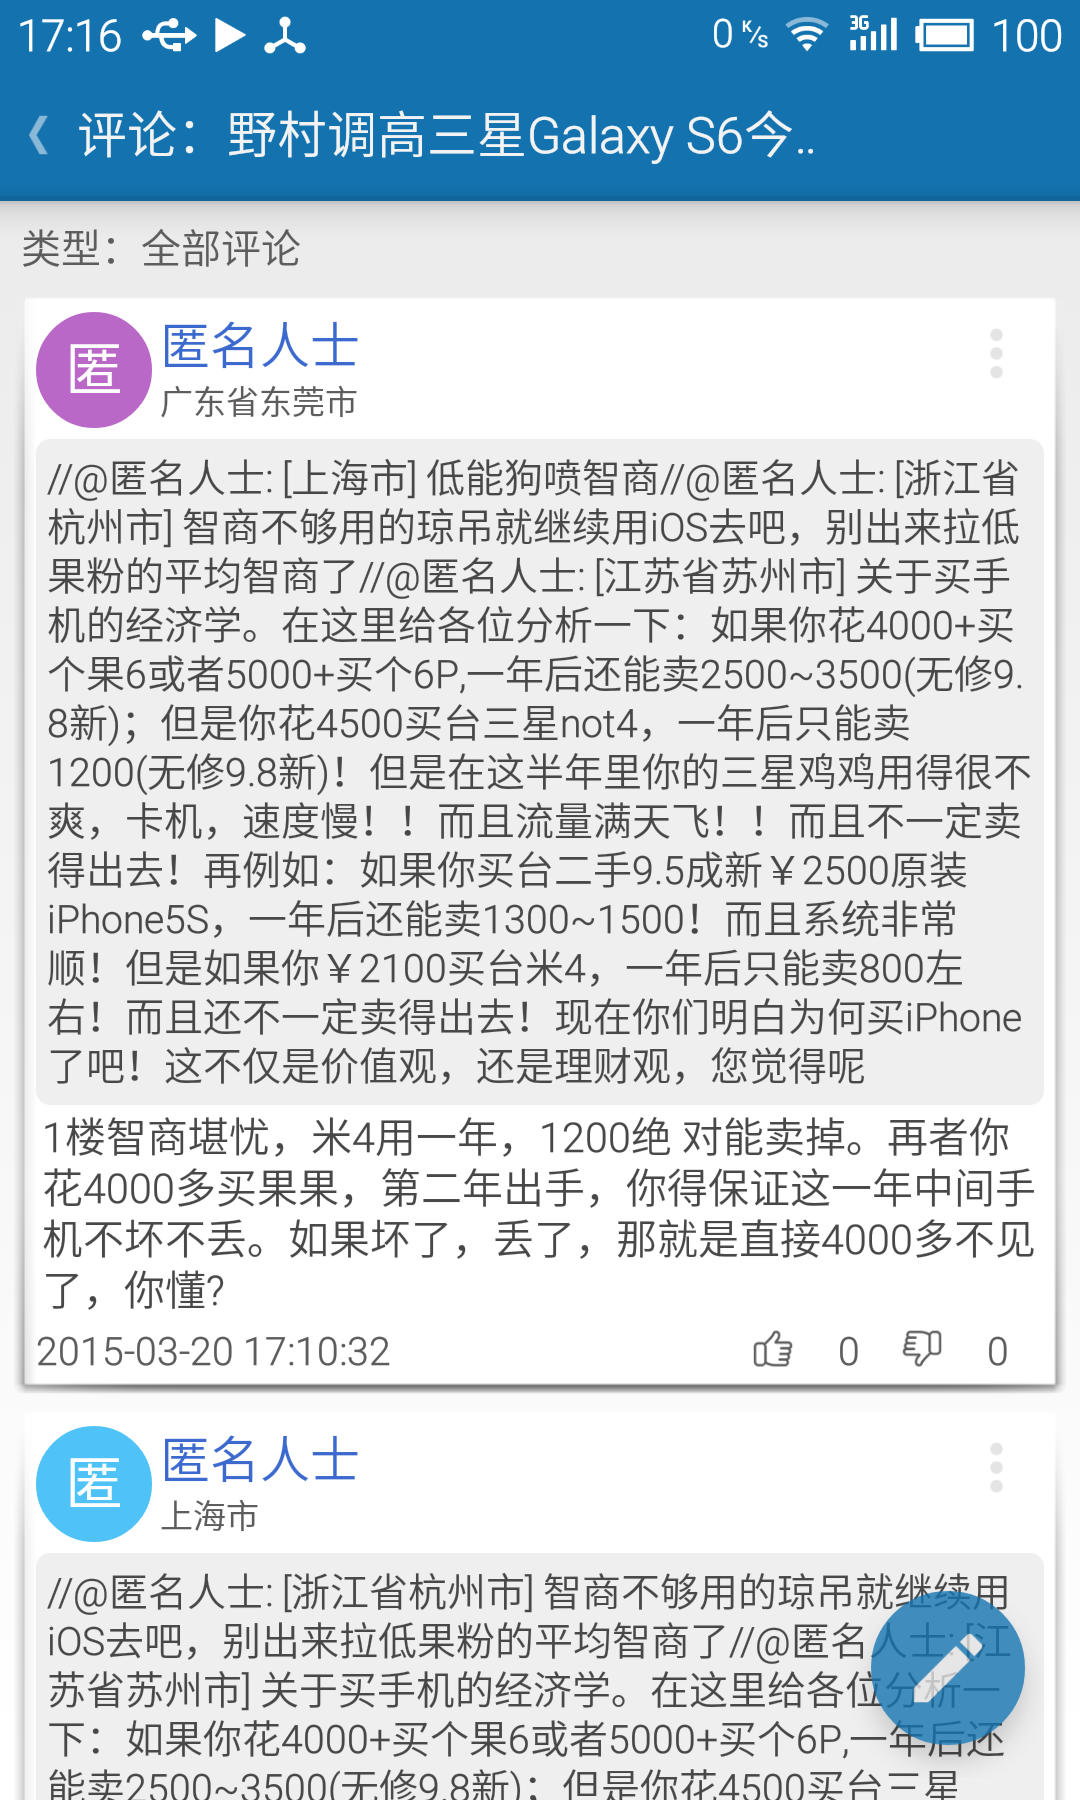 17:16
0 K/s
3G
100
评论：野村调高三星Galaxy S6今..
类型：全部评论
匿
匿名人士
广东省东莞市
//@匿名人士: [上海市] 低能狗喷智商//@匿名人士: [浙江省
杭州市] 智商不够用的琼吊就继续用iOS去吧，别出来拉低
果粉的平均智商了//@匿名人士: [江苏省苏州市] 关于买手
机的经济学。在这里给各位分析一下：如果你花4000+买
个果6或者5000+买个6P,一年后还能卖2500~3500(无修9.
8新)；但是你花4500买台三星not4，一年后只能卖
1200(无修9.8新)！但是在这半年里你的三星鸡鸡用得很不
爽，卡机，速度慢！！而且流量满天飞！！而且不一定卖
得出去！再例如：如果你买台二手9.5成新￥2500原装
iPhone5S，一年后还能卖1300~1500！而且系统非常
顺！但是如果你￥2100买台米4，一年后只能卖800左
右！而且还不一定卖得出去！现在你们明白为何买iPhone
了吧！这不仅是价值观，还是理财观，您觉得呢
1楼智商堪忧，米4用一年，1200绝 对能卖掉。再者你
花4000多买果果，第二年出手，你得保证这一年中间手
机不坏不丢。如果坏了，丢了，那就是直接4000多不见
了，你懂?
2015-03-20 17:10:32
0
0
匿
匿名人士
上海市
//@匿名人士: [浙江省杭州市] 智商不够用的琼吊就继续用
iOS去吧，别出来拉低果粉的平均智商了//@匿名人士: [江
苏省苏州市] 关于买手机的经济学。在这里给各位分析一
下：如果你花4000+买个果6或者5000+买个6P,一年后还
能卖2500~3500(无修9.8新)；但是你花4500买台三星